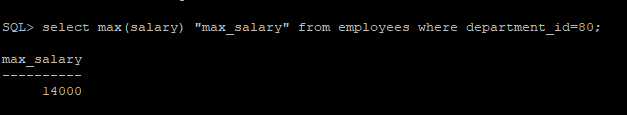 SQL> select max(salary) "max_salary" from employees where department_id=80;
max_salary
----------
14000